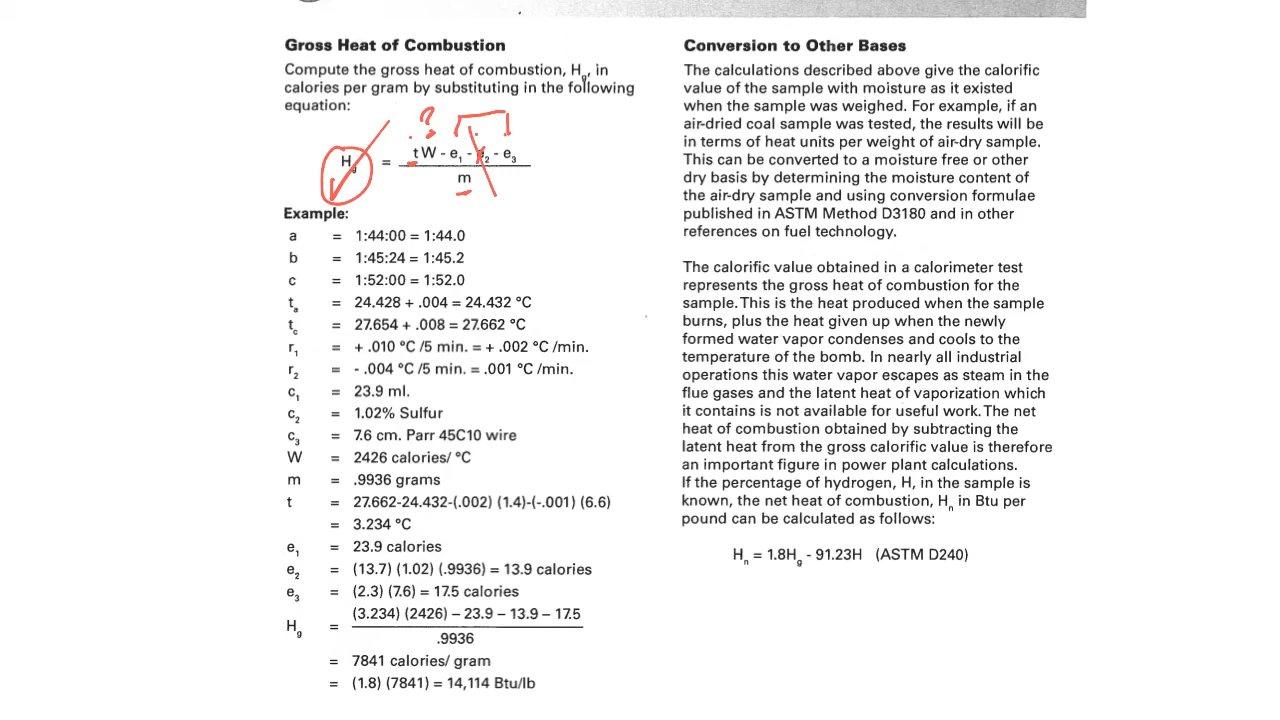 Gross Heat of Combustion
Compute the gross heat of combustion, Hg, in
calories per gram by substituting in the following
equation:
?
Hg = tW - e₁ - e₂ - e₃
m
Example:
a = 1:44:00 = 1:44.0
b = 1:45:24 = 1:45.2
c = 1:52:00 = 1:52.0
tₐ = 24.428 + .004 = 24.432 °C
t꜀ = 27.654 + .008 = 27.662 °C
r₁ = + .010 °C /5 min. = + .002 °C /min.
r₂ = - .004 °C /5 min. = .001 °C /min.
c₁ = 23.9 ml.
c₂ = 1.02% Sulfur
c₃ = 7.6 cm. Parr 45C10 wire
W = 2426 calories/ °C
m = .9936 grams
t = 27.662-24.432-(.002) (1.4)-(-.001) (6.6)
= 3.234 °C
e₁ = 23.9 calories
e₂ = (13.7) (1.02) (.9936) = 13.9 calories
e₃ = (2.3) (7.6) = 17.5 calories
Hg = (3.234) (2426) – 23.9 – 13.9 – 17.5
.9936
= 7841 calories/ gram
= (1.8) (7841) = 14,114 Btu/lb
Conversion to Other Bases
The calculations described above give the calorific
value of the sample with moisture as it existed
when the sample was weighed. For example, if an
air-dried coal sample was tested, the results will be
in terms of heat units per weight of air-dry sample.
This can be converted to a moisture free or other
dry basis by determining the moisture content of
the air-dry sample and using conversion formulae
published in ASTM Method D3180 and in other
references on fuel technology.
The calorific value obtained in a calorimeter test
represents the gross heat of combustion for the
sample. This is the heat produced when the sample
burns, plus the heat given up when the newly
formed water vapor condenses and cools to the
temperature of the bomb. In nearly all industrial
operations this water vapor escapes as steam in the
flue gases and the latent heat of vaporization which
it contains is not available for useful work. The net
heat of combustion obtained by subtracting the
latent heat from the gross calorific value is therefore
an important figure in power plant calculations.
If the percentage of hydrogen, H, in the sample is
known, the net heat of combustion, Hₙ in Btu per
pound can be calculated as follows:
Hₙ = 1.8Hg - 91.23H (ASTM D240)